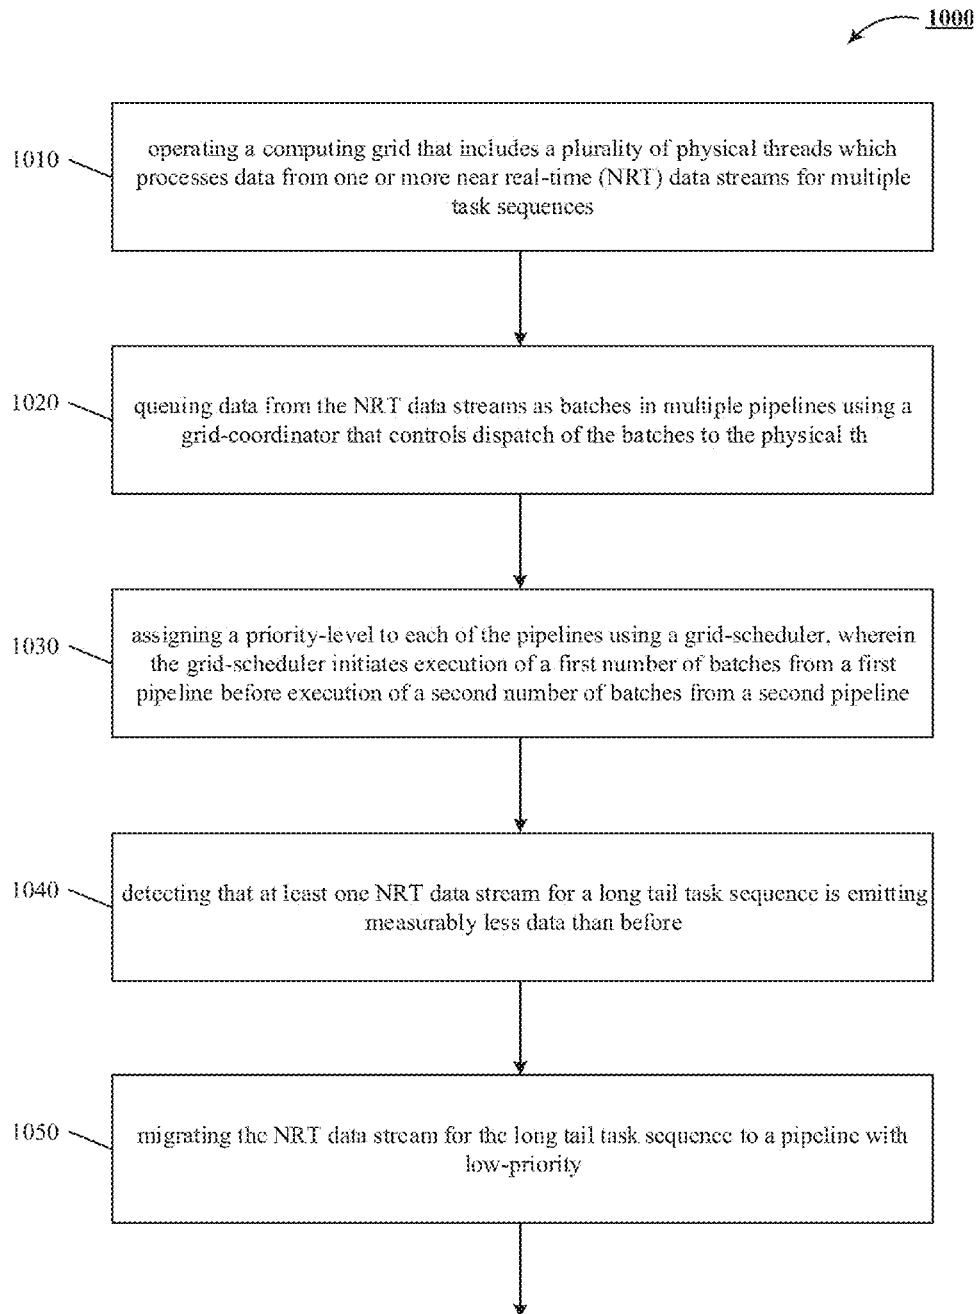 1000
1010
operating a computing grid that includes a plurality of physical threads which
processes data from one or more near real-time (NRT) data streams for multiple
task sequences
1020
queuing data from the NRT data streams as batches in multiple pipelines using a
grid-coordinator that controls dispatch of the batches to the physical th
1030
assigning a priority-level to each of the pipelines using a grid-scheduler, wherein
the grid-scheduler initiates execution of a first number of batches from a first
pipeline before execution of a second number of batches from a second pipeline
1040
detecting that at least one NRT data stream for a long tail task sequence is emitting
measurably less data than before
1050
migrating the NRT data stream for the long tail task sequence to a pipeline with
low-priority